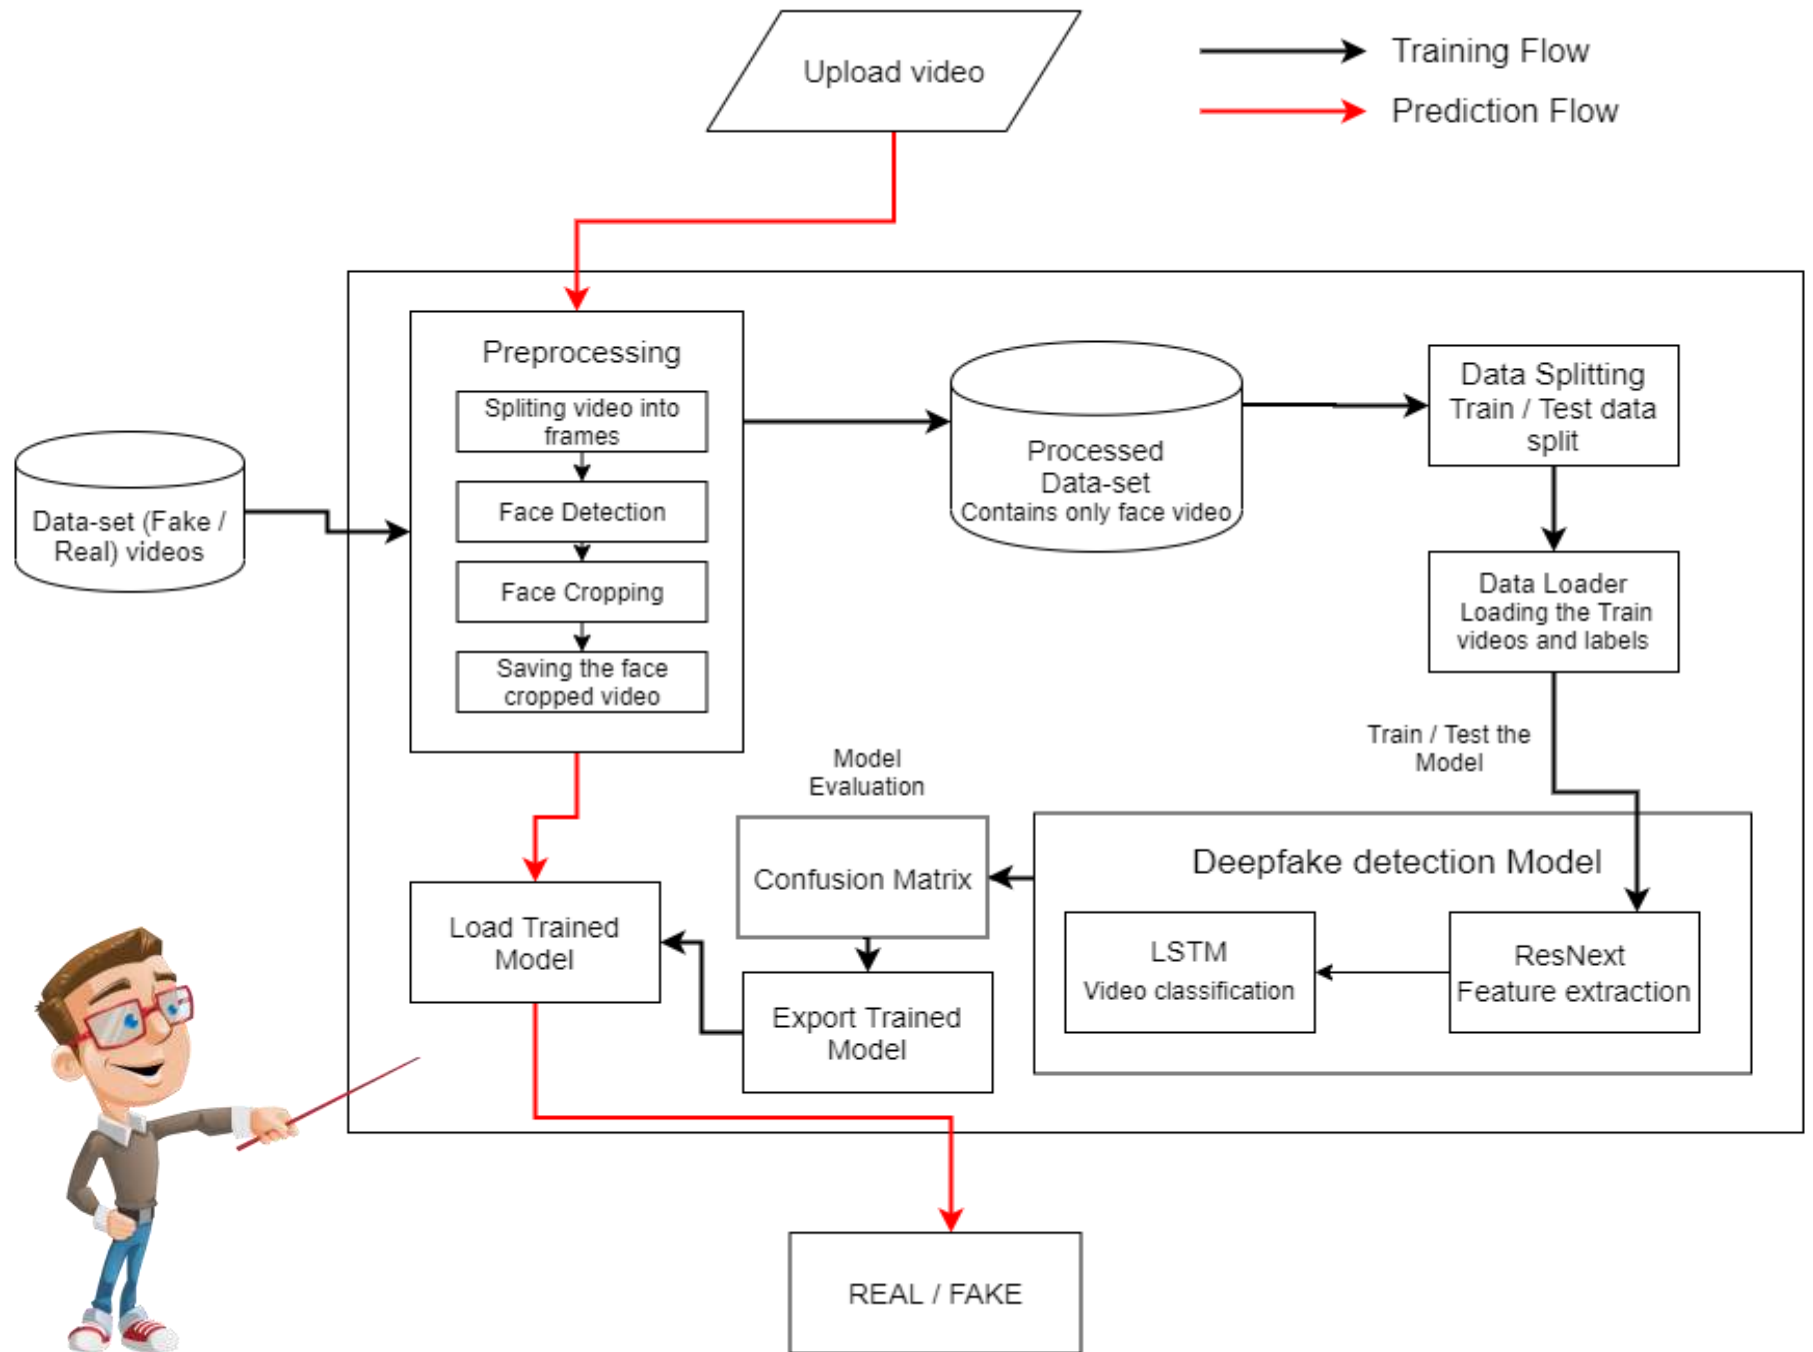 Upload video
Training Flow
Prediction Flow
Preprocessing
Spliting video into
frames
Face Detection
Face Cropping
Saving the face
cropped video
Data-set (Fake /
Real) videos
Processed
Data-set
Contains only face video
Data Splitting
Train / Test data
split
Data Loader
Loading the Train
videos and labels
Train / Test the
Model
Model
Evaluation
Confusion Matrix
Deepfake detection Model
LSTM
Video classification
ResNext
Feature extraction
Load Trained
Model
Export Trained
Model
REAL / FAKE